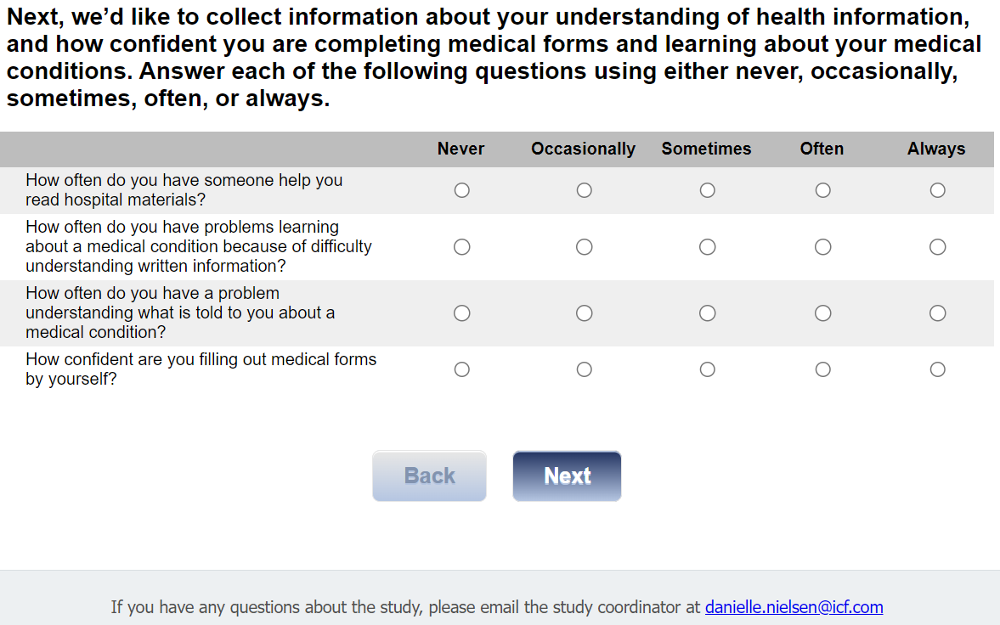 Next, we’d like to collect information about your understanding of health information,
and how confident you are completing medical forms and learning about your medical
conditions. Answer each of the following questions using either never, occasionally,
sometimes, often, or always.
Never Occasionally Sometimes Often Always
How often do you have someone help you
read hospital materials?
How often do you have problems learning
about a medical condition because of difficulty
understanding written information?
How often do you have a problem
understanding what is told to you about a
medical condition?
How confident are you filling out medical forms
by yourself?
Back Next
If you have any questions about the study, please email the study coordinator at danielle.nielsen@icf.com